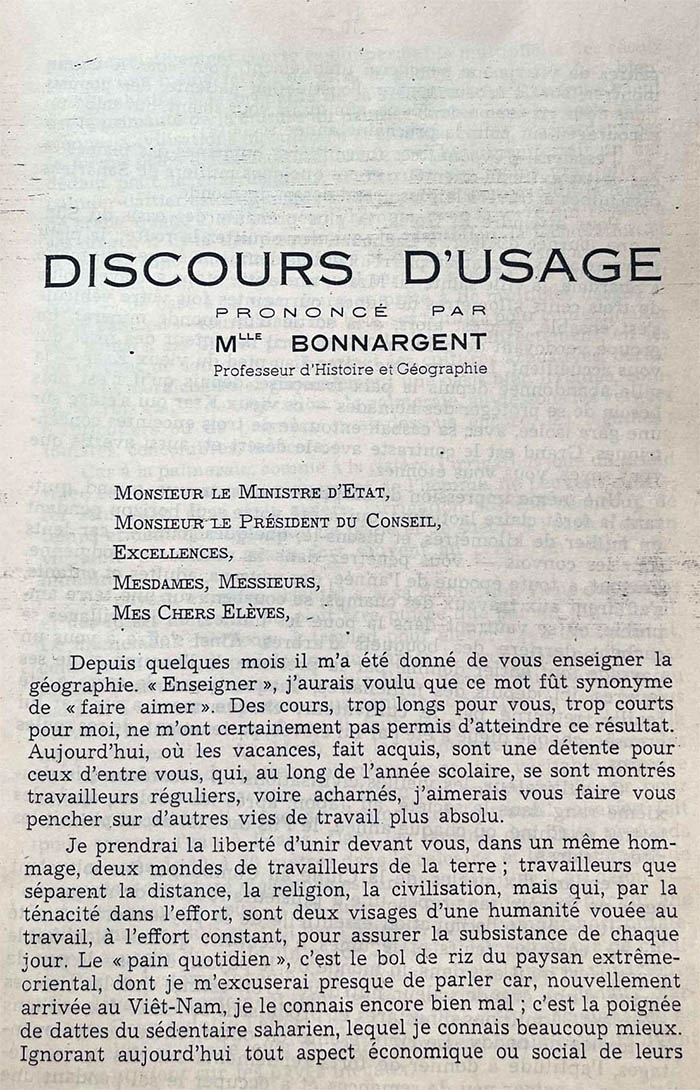 DISCOURS D'USAGE
PRONONCÉ PAR
MLLE BONNARGENT
Professeur d'Histoire et Géographie
MONSIEUR LE MINISTRE D'ETAT,
MONSIEUR LE PRÉSIDENT DU CONSEIL,
EXCELLENCES,
MESDAMES, MESSIEURS,
MES CHERS ELÈVES,
Depuis quelques mois il m'a été donné de vous enseigner la
géographie. « Enseigner », j'aurais voulu que ce mot fût synonyme
de « faire aimer ». Des cours, trop longs pour vous, trop courts
pour moi, ne m'ont certainement pas permis d'atteindre ce résultat.
Aujourd'hui, où les vacances, fait acquis, sont une détente pour
ceux d'entre vous, qui, au long de l'année scolaire, se sont montrés
travailleurs réguliers, voire acharnés, j'aimerais vous faire vous
pencher sur d'autres vies de travail plus absolu.
Je prendrai la liberté d'unir devant vous, dans un même hom-
mage, deux mondes de travailleurs de la terre ; travailleurs que
séparent la distance, la religion, la civilisation, mais qui, par la
ténacité dans l'effort, sont deux visages d'une humanité vouée au
travail, à l'effort constant, pour assurer la subsistance de chaque
jour. Le « pain quotidien », c'est le bol de riz du paysan extrême-
oriental, dont je m'excuserai presque de parler car, nouvellement
arrivée au Viêt-Nam, je le connais encore bien mal ; c'est la poignée
de dattes du sédentaire saharien, lequel je connais beaucoup mieux.
Ignorant aujourd'hui tout aspect économique ou social de leurs